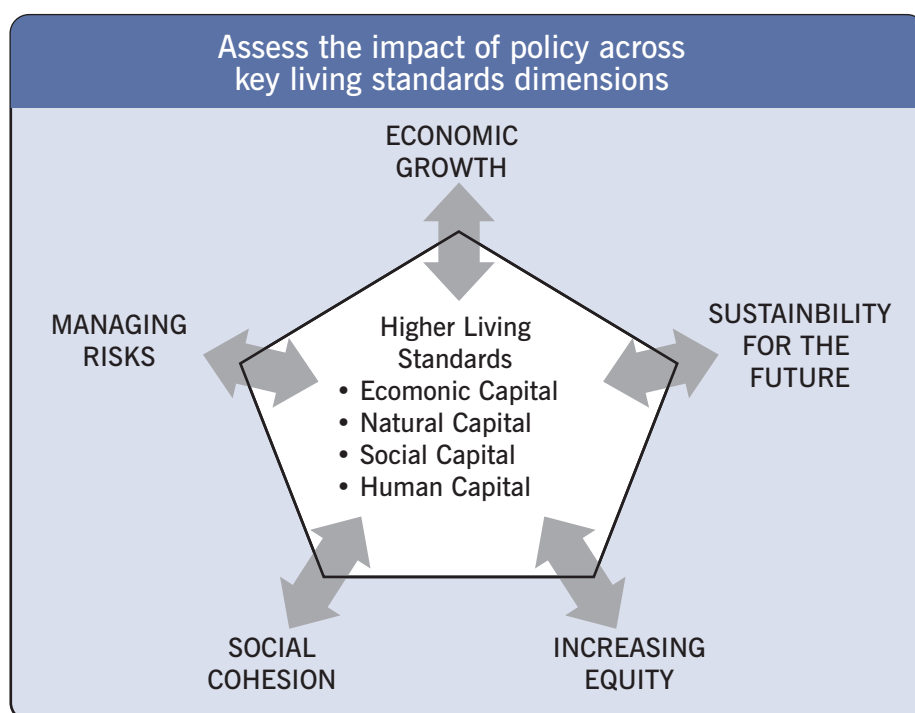 Assess the impact of policy across
key living standards dimensions
ECONOMIC
GROWTH
MANAGING
RISKS
SUSTAINBILITY
FOR THE
FUTURE
Higher Living
Standards
• Ecomonic Capital
• Natural Capital
• Social Capital
• Human Capital
SOCIAL
COHESION
INCREASING
EQUITY